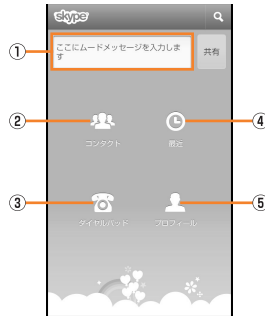 skype
ここにムードメッセージを入力しま
す
共有
①
②
④
コンタクト
最近
③
⑤
ダイヤルパッド
プロフィール